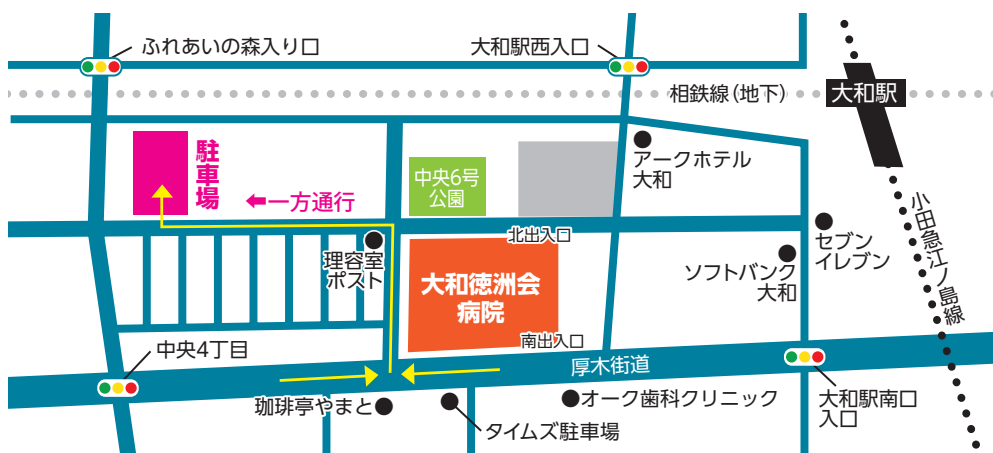 ふれあいの森入り口
大和駅西入口
相鉄線(地下)
大和駅
駐車場
一方通行
中央6号
公園
アークホテル
大和
北出入口
理容室
ポスト
大和徳洲会
病院
ソフトバンク
大和
セブン
イレブン
小田急江ノ島線
南出入口
中央4丁目
厚木街道
珈琲亭やまと
タイムズ駐車場
オーク歯科クリニック
大和駅南口
入口